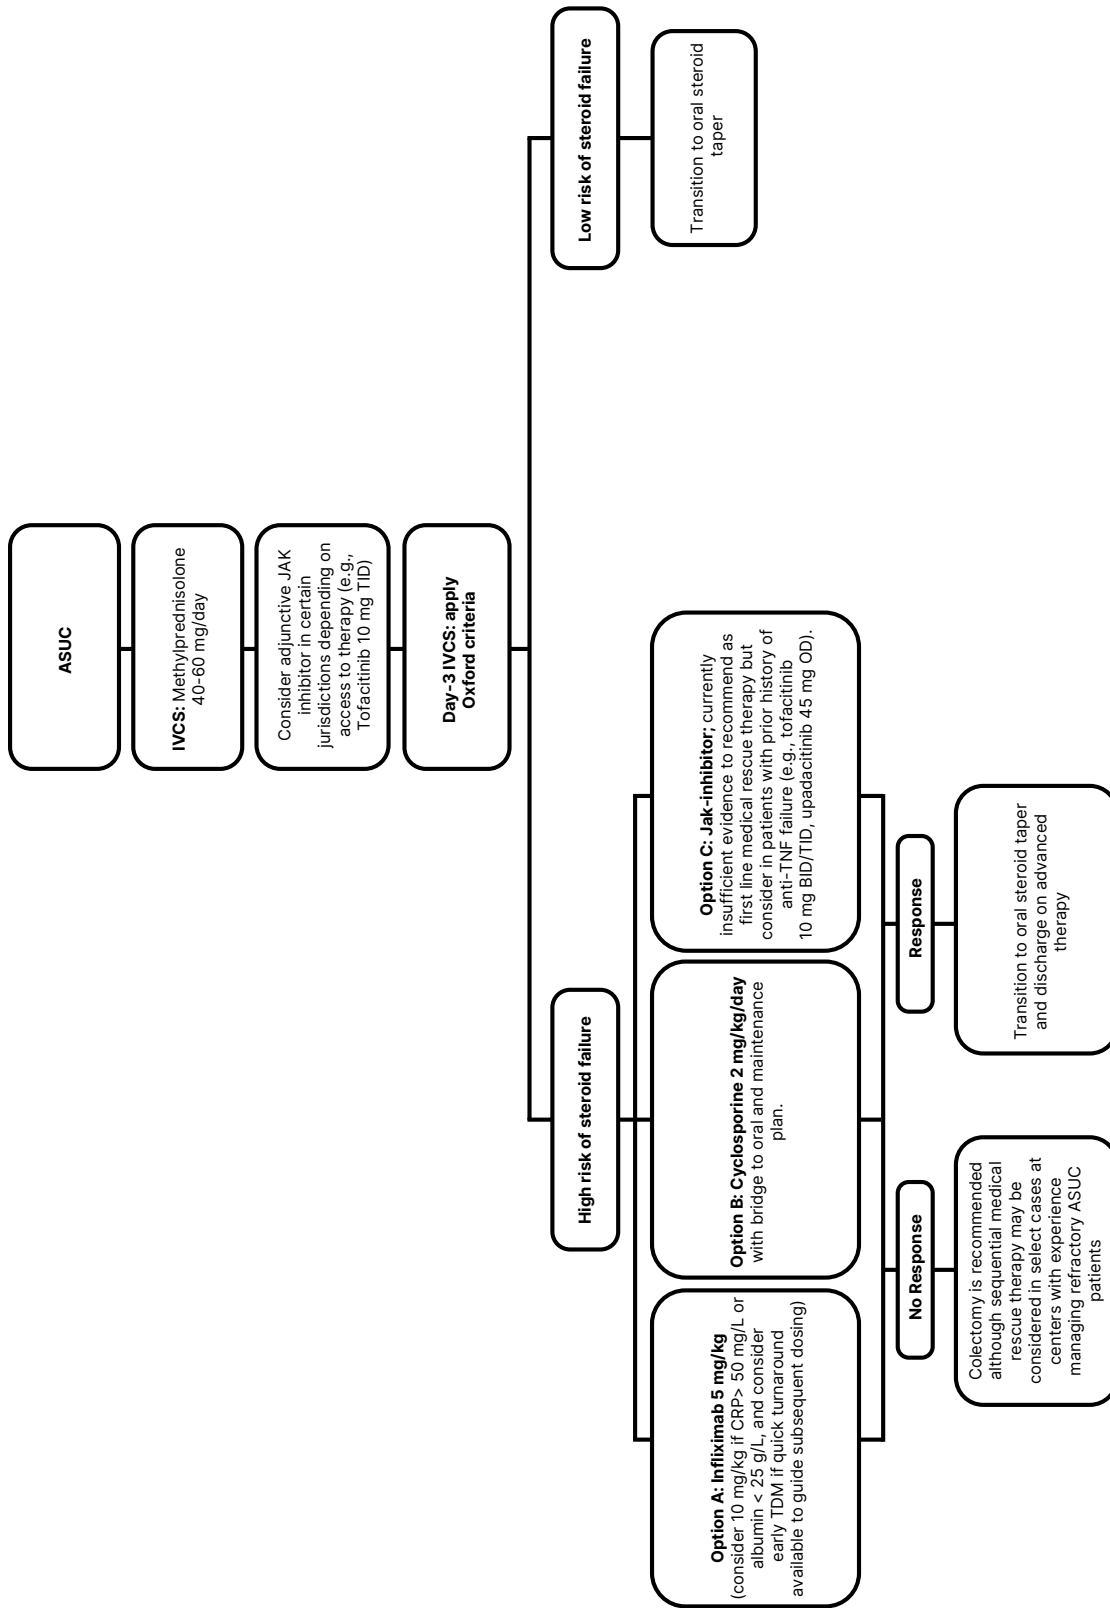 ASUC
IVCS: Methylprednisolone
40-60 mg/day
Consider adjunctive JAK
inhibitor in certain
jurisdictions depending on
access to therapy (e.g.,
Tofacitinib 10 mg TID)
Day-3 IVCS: apply
Oxford criteria
High risk of steroid failure
Low risk of steroid failure
Transition to oral steroid
taper
Option A: Infliximab 5 mg/kg
(consider 10 mg/kg if CRP> 50 mg/L or
albumin < 25 g/L, and consider
early TDM if quick turnaround
available to guide subsequent dosing)
Option B: Cyclosporine 2 mg/kg/day
with bridge to oral and maintenance
plan.
Option C: Jak-inhibitor; currently
insufficient evidence to recommend as
first line medical rescue therapy but
consider in patients with prior history of
anti-TNF failure (e.g., tofacitinib
10 mg BID/TID, upadacitinib 45 mg OD).
No Response
Response
Colectomy is recommended
although sequential medical
rescue therapy may be
considered in select cases at
centers with experience
managing refractory ASUC
patients
Transition to oral steroid taper
and discharge on advanced
therapy